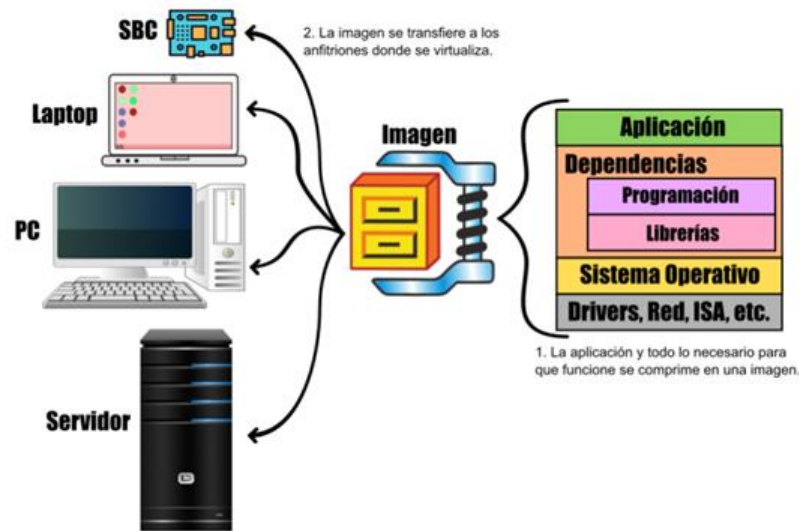 SBC
2. La imagen se transfiere a los
anfitriones donde se virtualiza.
Laptop
Imagen
Aplicación
Dependencias
Programación
Librerías
PC
Sistema Operativo
Drivers, Red, ISA, etc.
1. La aplicación y todo lo necesario para
que funcione se comprime en una imagen.
Servidor